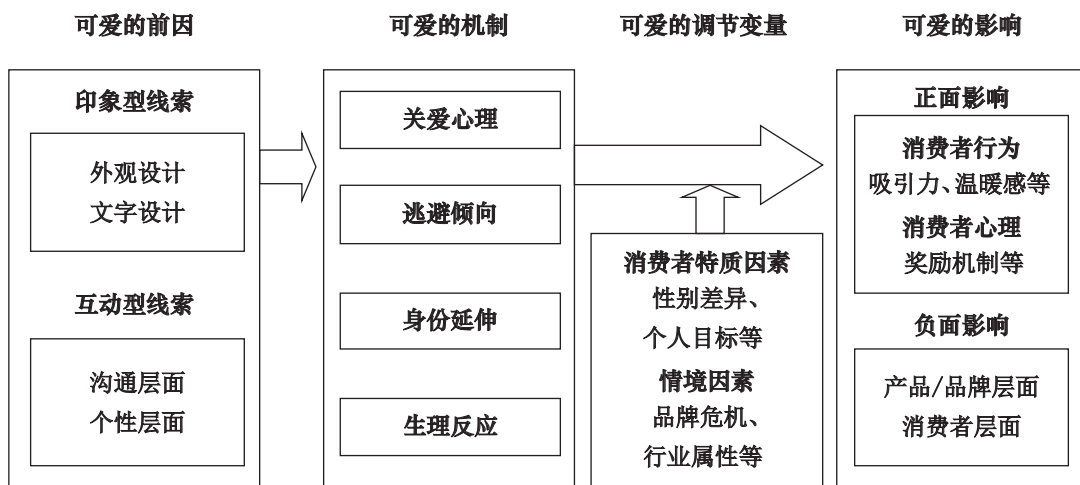 可爱的前因
印象型线索
外观设计
文字设计
互动型线索
沟通层面
个性层面
可爱的机制
关爱心理
逃避倾向
身份延伸
生理反应
可爱的调节变量
消费者特质因素
性别差异、
个人目标等
情境因素
品牌危机、
行业属性等
可爱的影响
正面影响
消费者行为
吸引力、温暖感等
消费者心理
奖励机制等
负面影响
产品/品牌层面
消费者层面